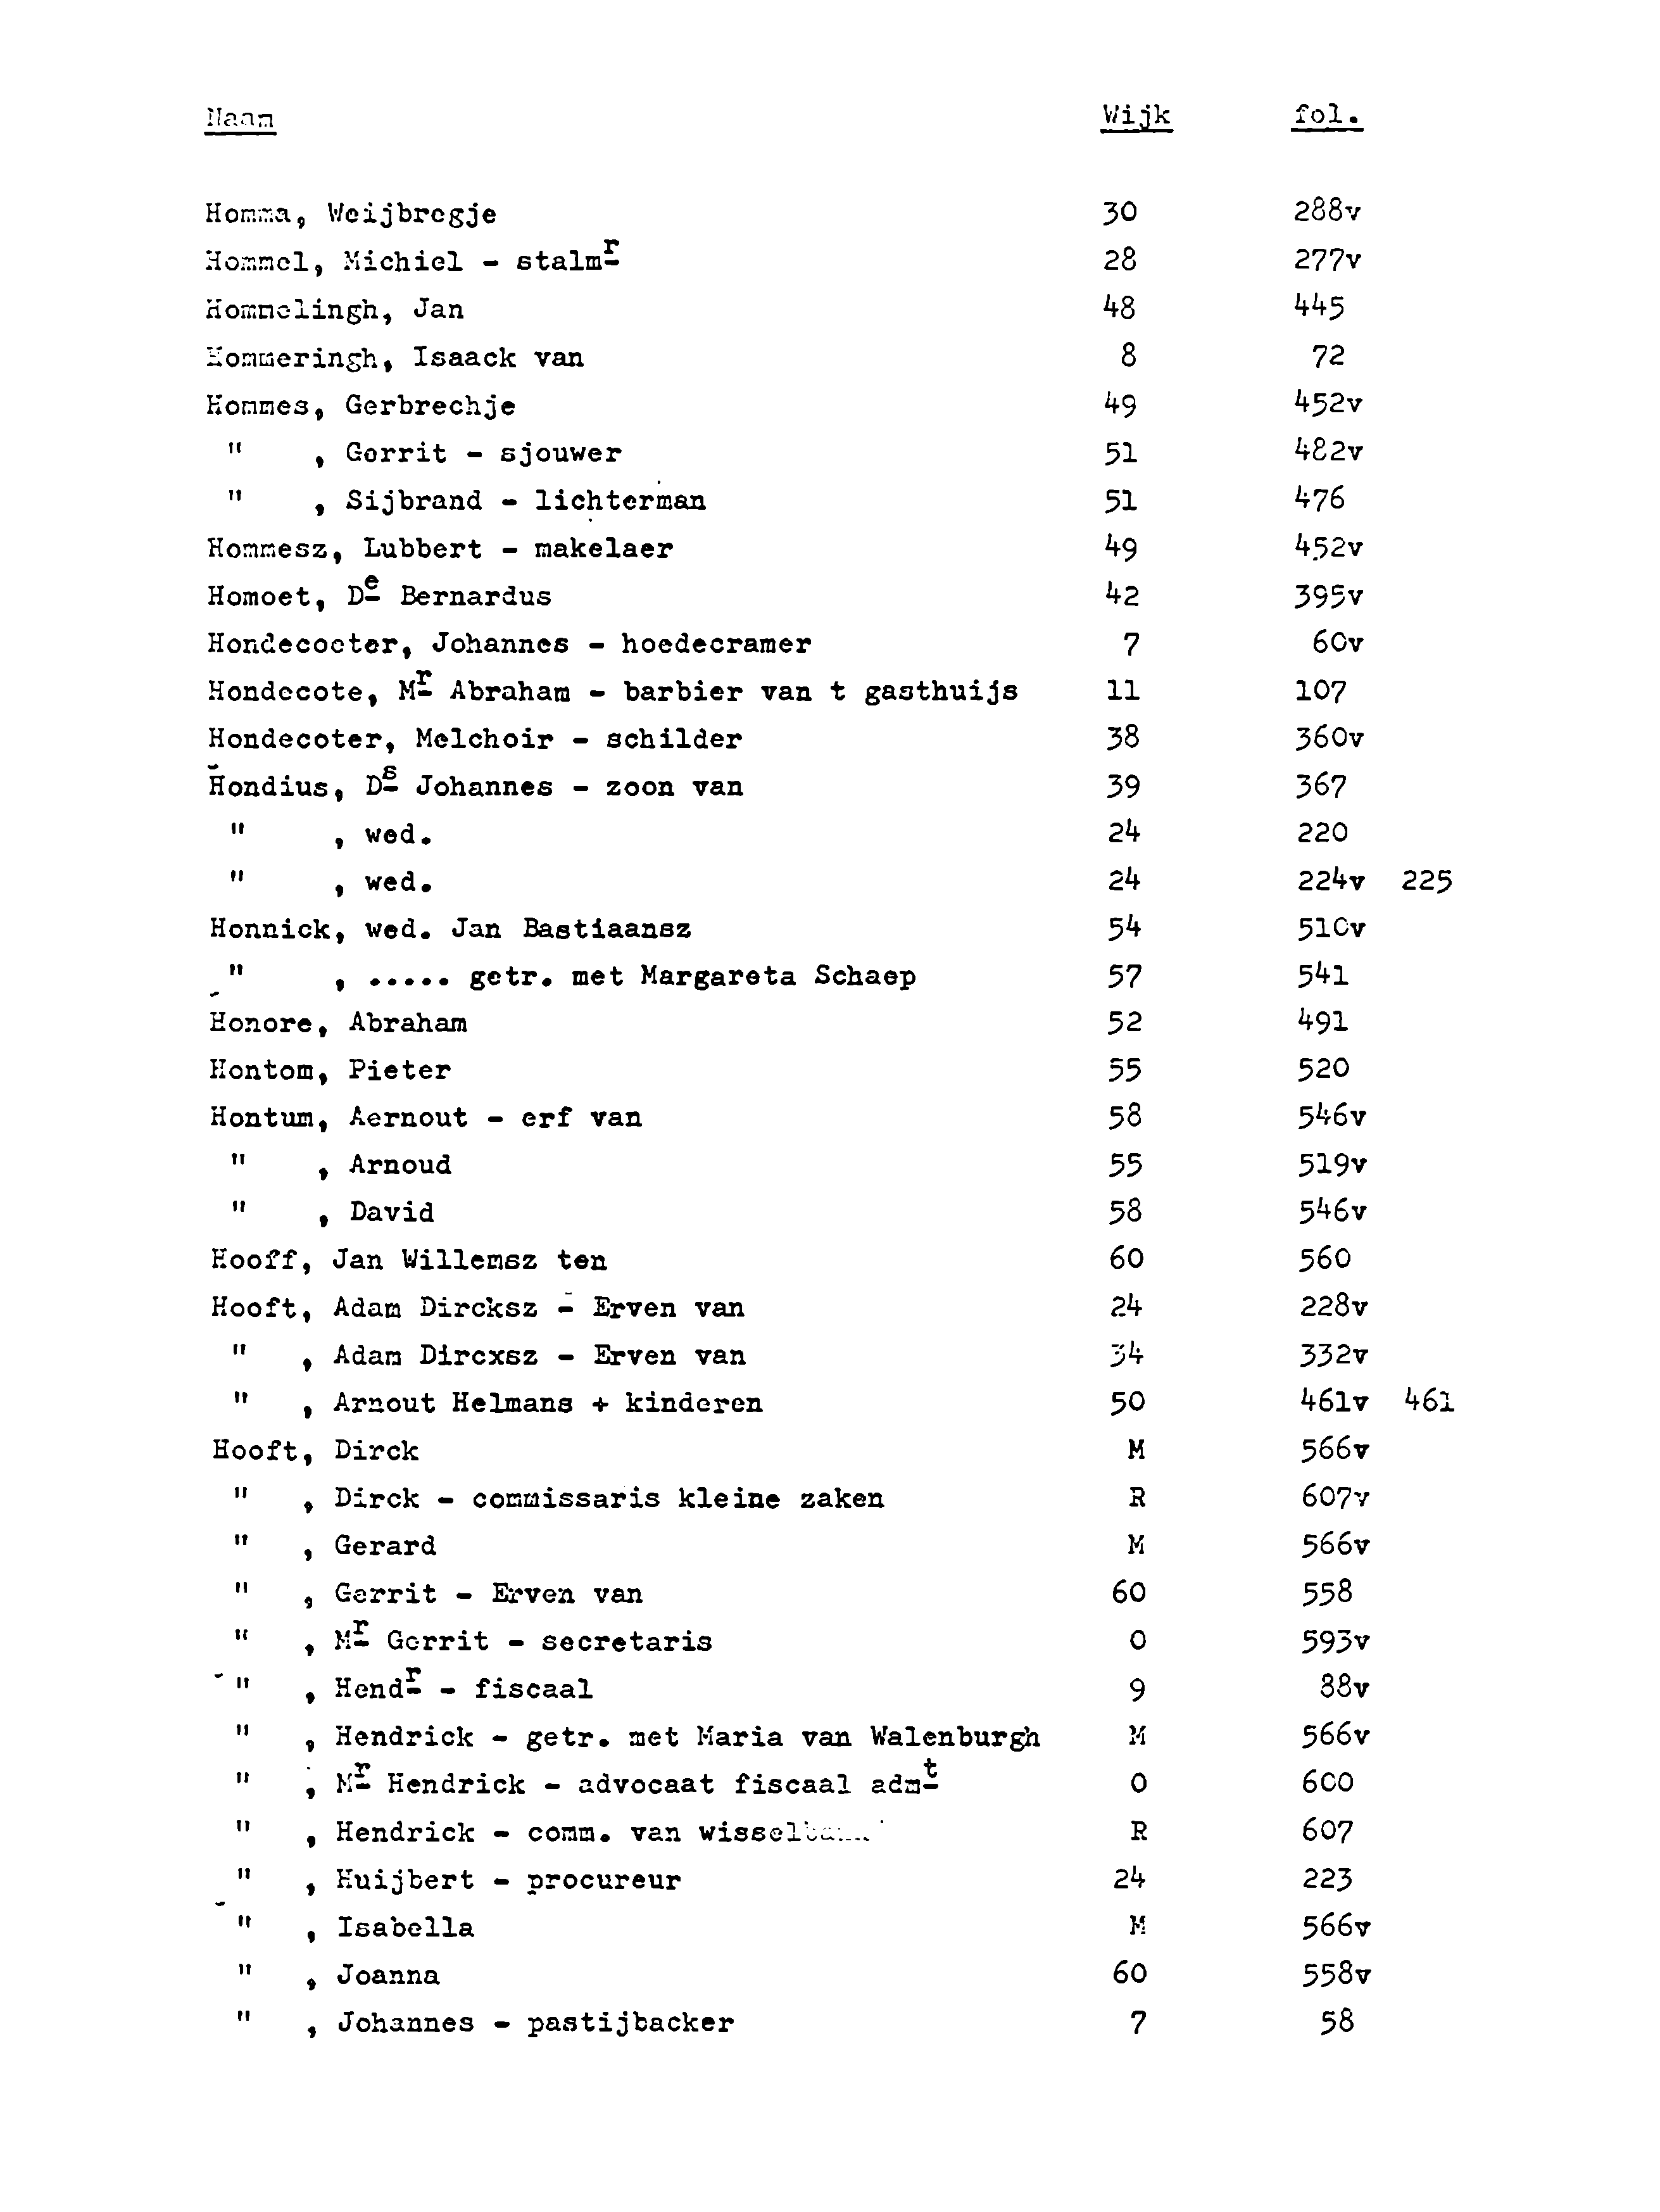 Naam Wijk fol.
Homma, Weijbregje 30 288v
Hommel, Michiel - stalmr 28 277v
Hommelingh, Jan 48 445
Hommeringh, Isaack van 8 72
Hommes, Gerbrechje 49 452v
" , Gerrit - sjouwer 51 482v
" , Sijbrand - lichterman 51 476
Hommesz, Lubbert - makelaer 49 452v
Homoet, De Bernardus 42 395v
Hondecoeter, Johannes - hoedecramer 7 60v
Hondecote, Mr Abraham - barbier van t gasthuijs 11 107
Hondecoter, Melchoir - schilder 38 360v
Hondius, Ds Johannes - zoon van 39 367
" , wed. 24 220
" , wed. 24 224v 225
Honnick, wed. Jan Bastiaansz 54 510v
" , ..... getr. met Margareta Schaep 57 541
Honore, Abraham 52 491
Hontom, Pieter 55 520
Hontum, Aernout - erf van 58 546v
" , Arnoud 55 519v
" , David 58 546v
Hooff, Jan Willemsz ten 60 560
Hooft, Adam Dircksz - Erven van 24 228v
" , Adam Dircxsz - Erven van 34 332v
" , Arnout Helmans + kinderen 50 461v 461
Hooft, Dirck M 566v
" , Dirck - commissaris kleine zaken R 607v
" , Gerard M 566v
" , Gerrit - Erven van 60 558
" , Mr Gerrit - secretaris O 593v
" , Hendr - fiscaal 9 88v
" , Hendrick - getr. met Maria van Walenburgh M 566v
" , Mr Hendrick - advocaat fiscaal admt O 600
" , Hendrick - comm. van R 607
" , Huijbert - procureur 24 223
" , Isabella M 566v
" , Joanna 60 558v
" , Johannes - pastijbacker 7 58